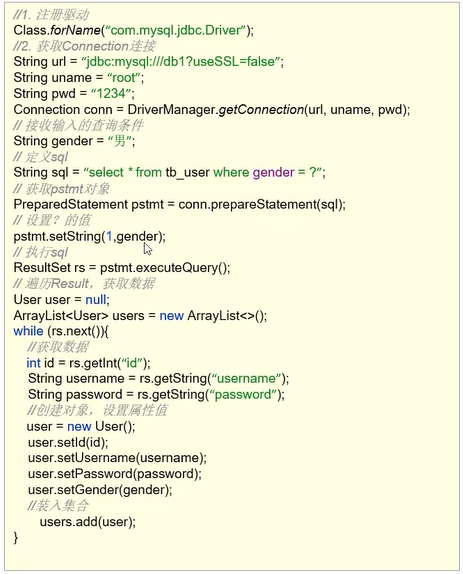 //1. 注册驱动
Class.forName(“com.mysql.jdbc.Driver”);
//2. 获取Connection连接
String url = “jdbc:mysql:///db1?useSSL=false”;
String uname = “root”;
String pwd = “1234”;
Connection conn = DriverManager.getConnection(url, uname, pwd);
// 接收输入的查询条件
String gender = “男”;
// 定义sql
String sql = “select * from tb_user where gender = ?”;
// 获取pstmt对象
PreparedStatement pstmt = conn.prepareStatement(sql);
// 设置？的值
pstmt.setString(1,gender);
// 执行sql
ResultSet rs = pstmt.executeQuery();
// 遍历Result，获取数据
User user = null;
ArrayList<User> users = new ArrayList<>();
while (rs.next()){
//获取数据
int id = rs.getInt(“id”);
String username = rs.getString(“username”);
String password = rs.getString(“password”);
//创建对象，设置属性值
user = new User();
user.setId(id);
user.setUsername(username);
user.setPassword(password);
user.setGender(gender);
//装入集合
users.add(user);
}